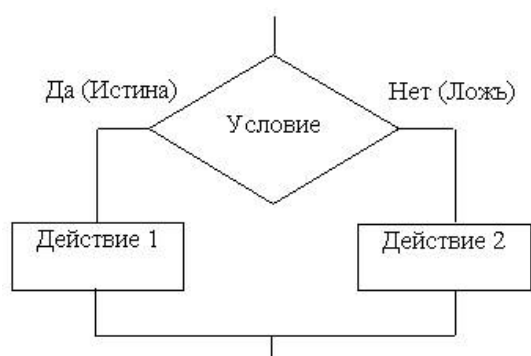 Да (Истина)
Нет (Ложь)
Условие
Действие 1
Действие 2